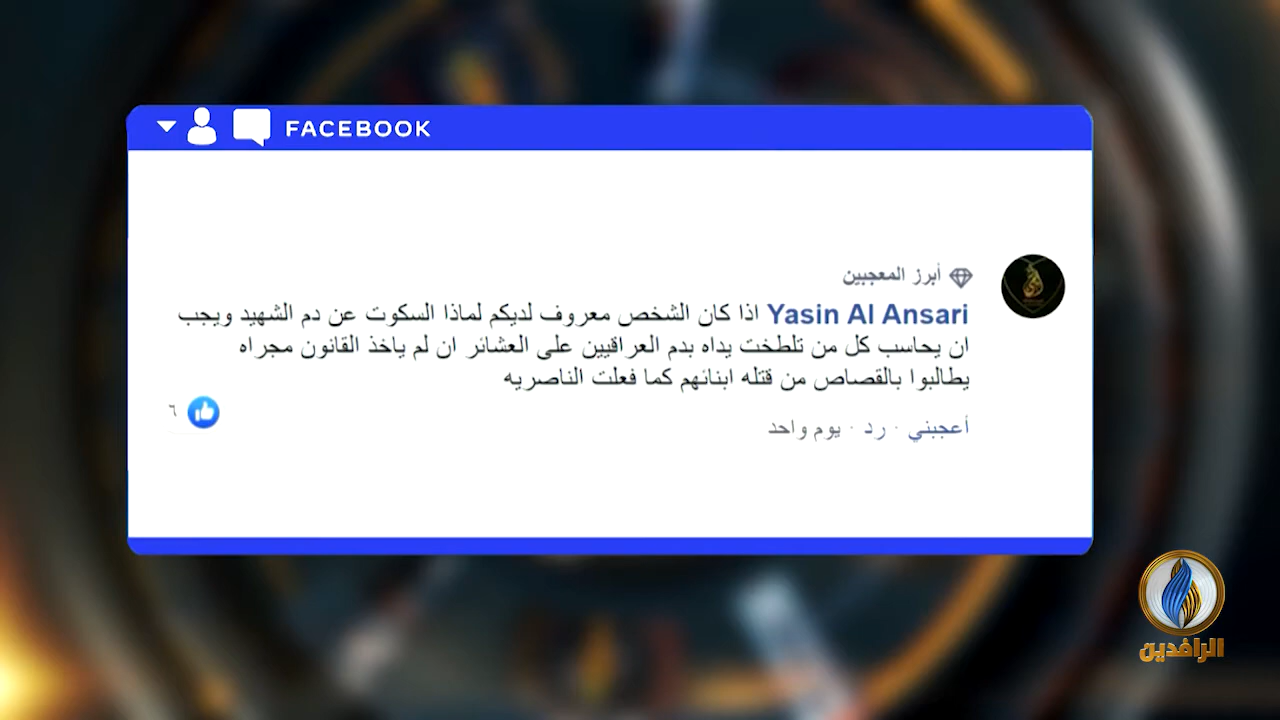 FACEBOOK
أبرز المعجبين
Yasin Al Ansari اذا كان الشخص معروف لديكم لماذا السكوت عن دم الشهيد ويجب
ان يحاسب كل من تلطخت يداه بدم العراقيين على العشائر ان لم ياخذ القانون مجراه
يطالبوا بالقصاص من قتله ابنائهم كما فعلت الناصريه
٦
أعجبني · رد · يوم واحد
الرافدين